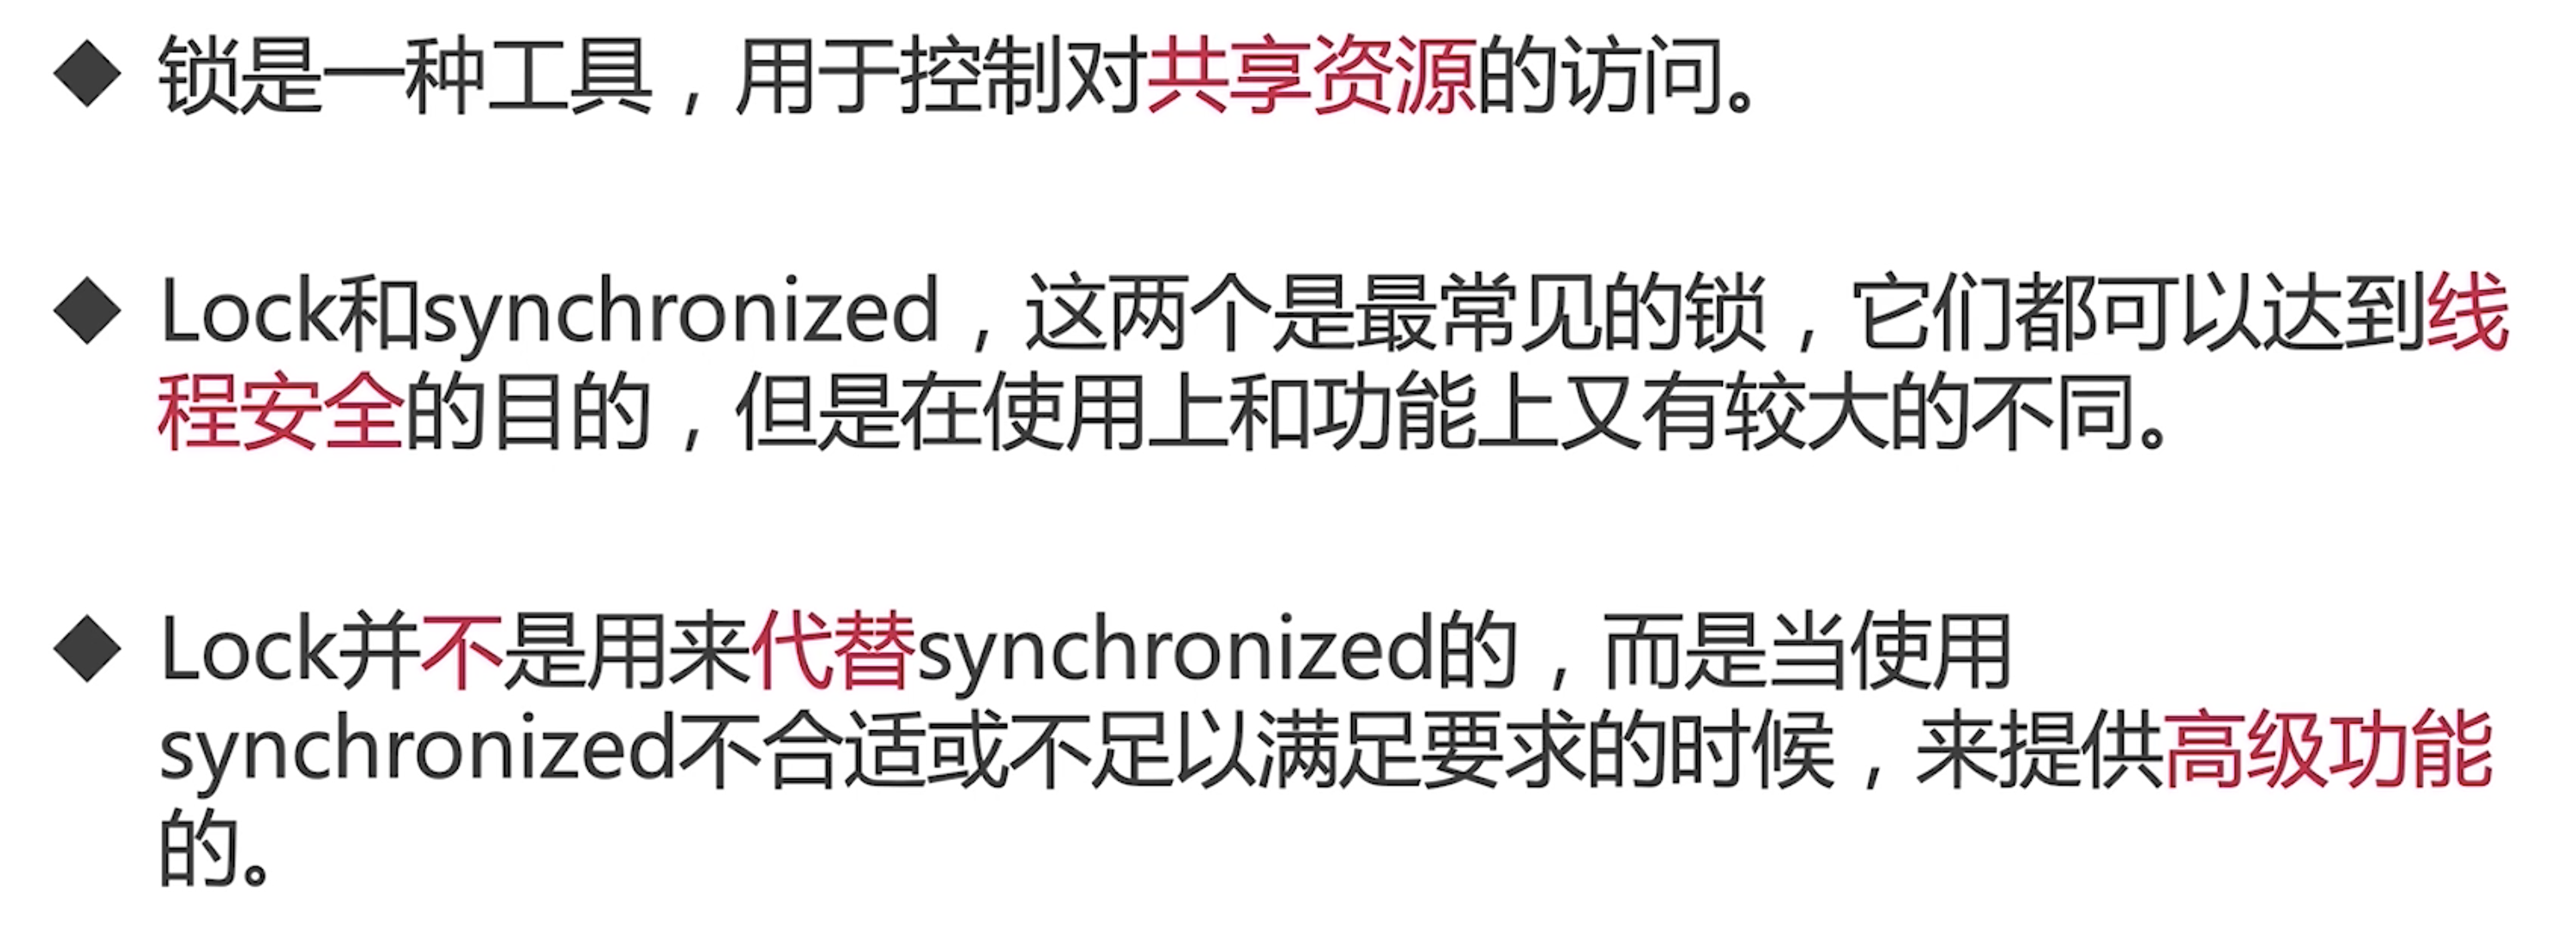 ◆ 锁是一种工具，用于控制对共享资源的访问。
◆ Lock和synchronized，这两个是最常见的锁，它们都可以达到线
程安全的目的，但是在使用上和功能上又有较大的不同。
◆ Lock并不是用来代替synchronized的，而是当使用
synchronized不合适或不足以满足要求的时候，来提供高级功能
的。